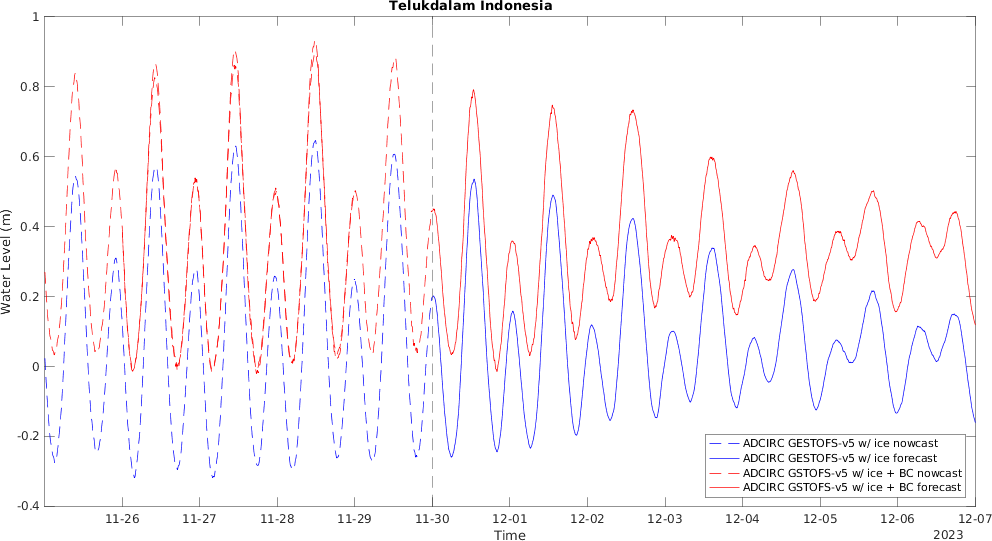 Telukdalam Indonesia
Water Level (m)
1
0.8
0.6
0.4
0.2
0
-0.2
-0.4
ADCIRC GESTOFS-v5 w/ ice nowcast
ADCIRC GESTOFS-v5 w/ ice forecast
ADCIRC GSTOFS-v5 w/ ice + BC nowcast
ADCIRC GSTOFS-v5 w/ ice + BC forecast
11-26 11-27 11-28 11-29 11-30 12-01 12-02 12-03 12-04 12-05 12-06 12-07
Time
2023